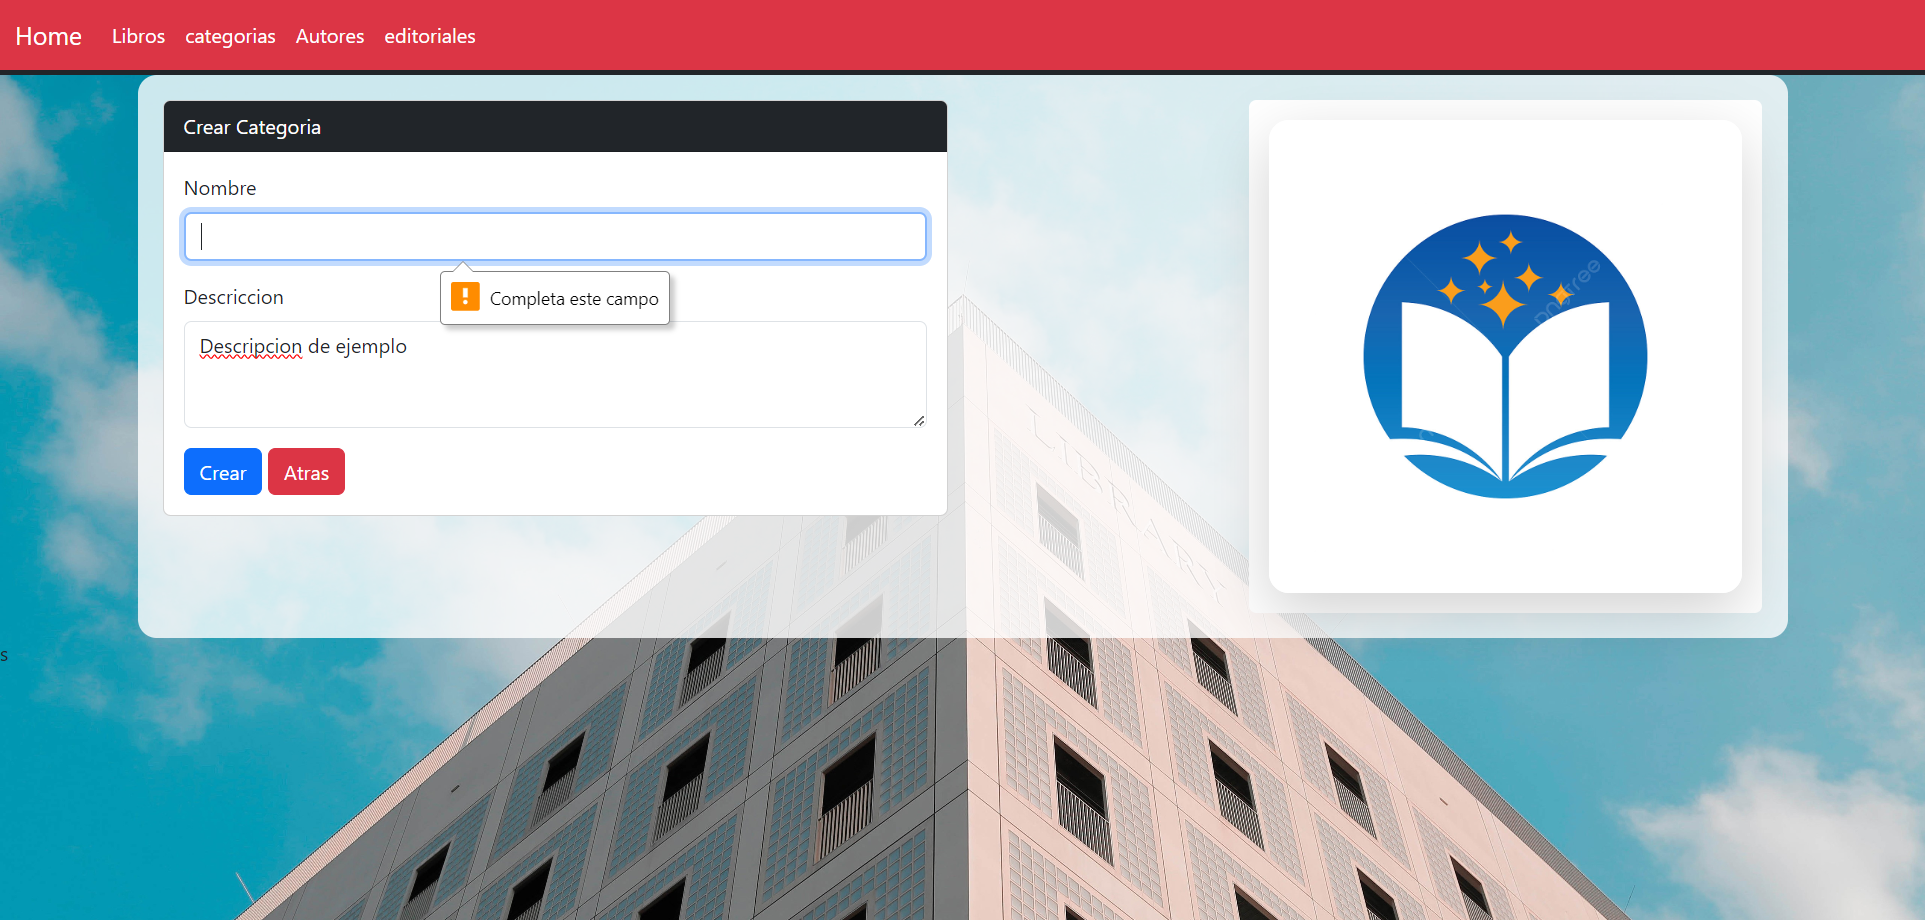 Home Libros categorias Autores editoriales
Crear Categoria
Nombre
Completa este campo
Descriccion
Descripcion de ejemplo
Crear Atras
LIBRARY
pngtree
s